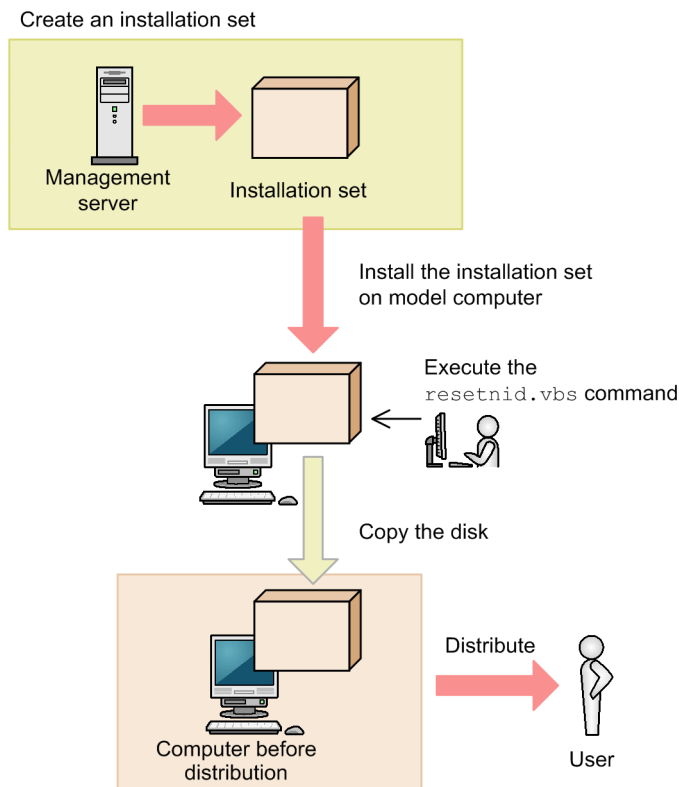 Create an installation set
Management
server
Installation set
Install the installation set
on model computer
Execute the
resetnid.vbs command
Copy the disk
Distribute
Computer before
distribution
User